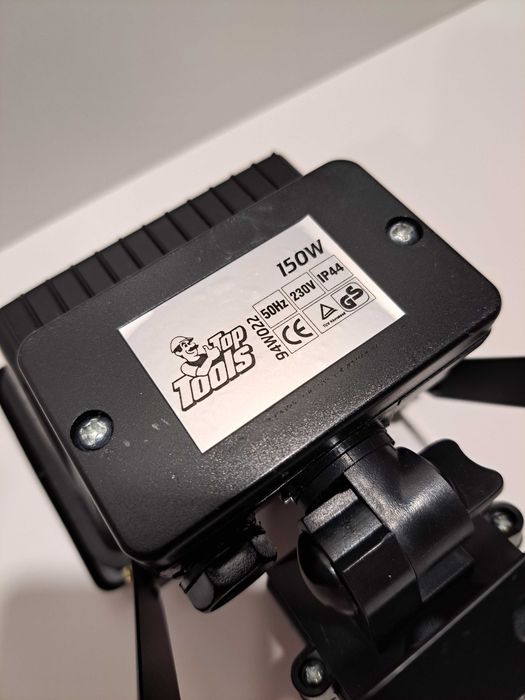 150W
50Hz 230V IP44
94W022
CE
GS
Top
Tools